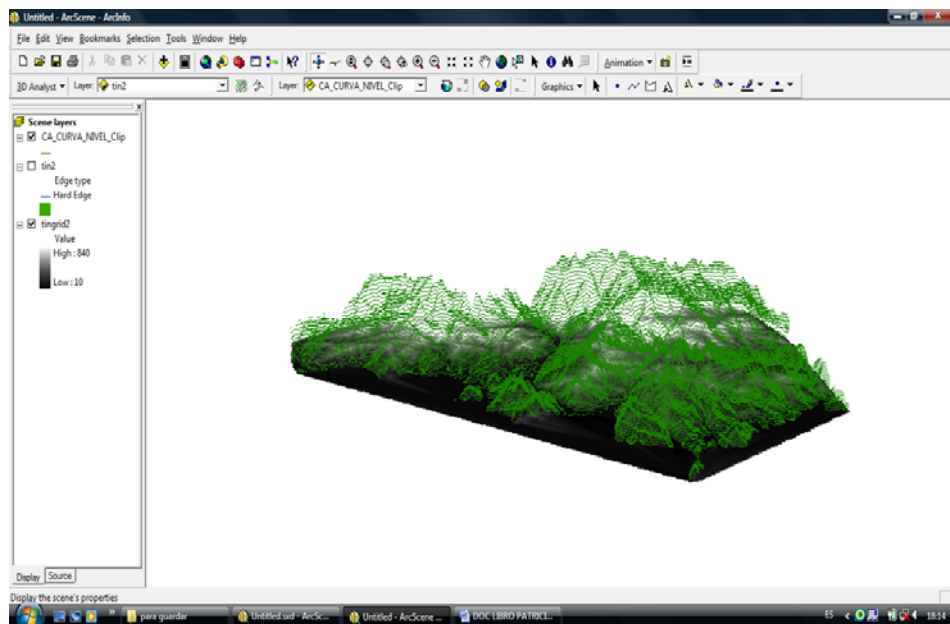 Untitled - ArcScene - ArcInfo
File Edit View Bookmarks Selection Tools Window Help
Animation
3D Analyst Layer: tin2 Layer: CA_CURVA_NIVEL_Clip Graphics A A
Scene layers
CA_CURVA_NIVEL_Clip
tin2
Edge type
Hard Edge
tingrid2
Value
High : 840
Low : 10
Display Source
Display the scene's properties
para guardar Untitled.sxd - ArcSc... Untitled - ArcScene ... DOC LIBRO PATRICI... ES 18:14